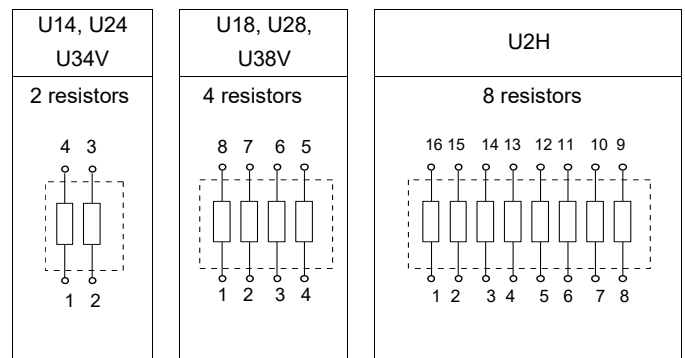 U14, U24
U34V
2 resistors
4 3
1 2
U18, U28,
U38V
4 resistors
8 7 6 5
1 2 3 4
U2H
8 resistors
16 15 14 13 12 11 10 9
1 2 3 4 5 6 7 8